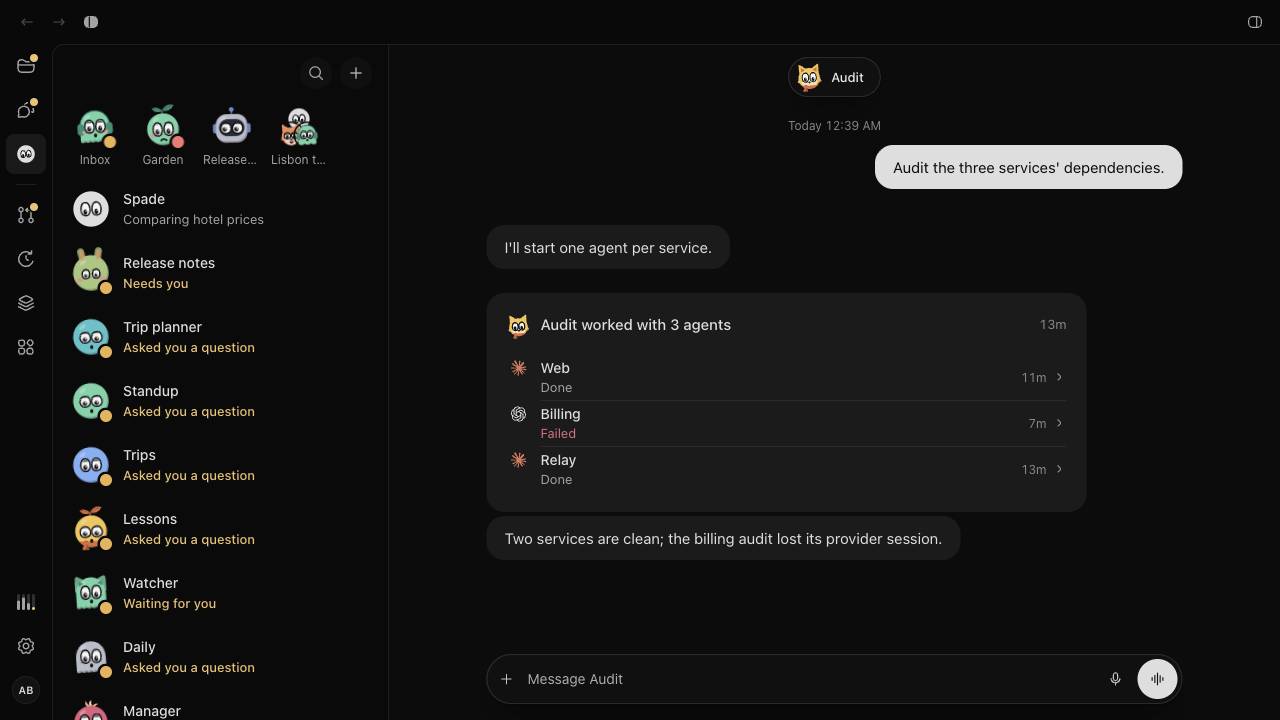 Inbox
Garden
Release...
Lisbon t...
Spade
Comparing hotel prices
Release notes
Needs you
Trip planner
Asked you a question
Standup
Asked you a question
Trips
Asked you a question
Lessons
Asked you a question
Watcher
Waiting for you
Daily
Asked you a question
Manager
AB
Audit
Today 12:39 AM
Audit the three services' dependencies.
I'll start one agent per service.
Audit worked with 3 agents 13m
Web
Done
11m
Billing
Failed
7m
Relay
Done
13m
Two services are clean; the billing audit lost its provider session.
Message Audit